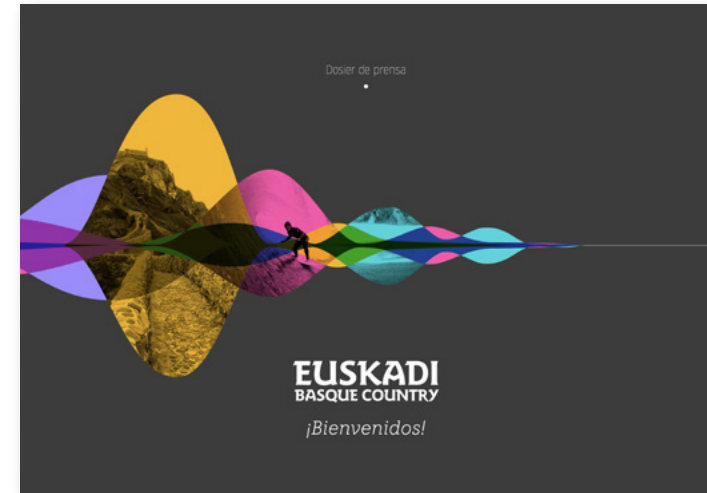 Dosier de prensa
EUSKADI
BASQUE COUNTRY
¡Bienvenidos!